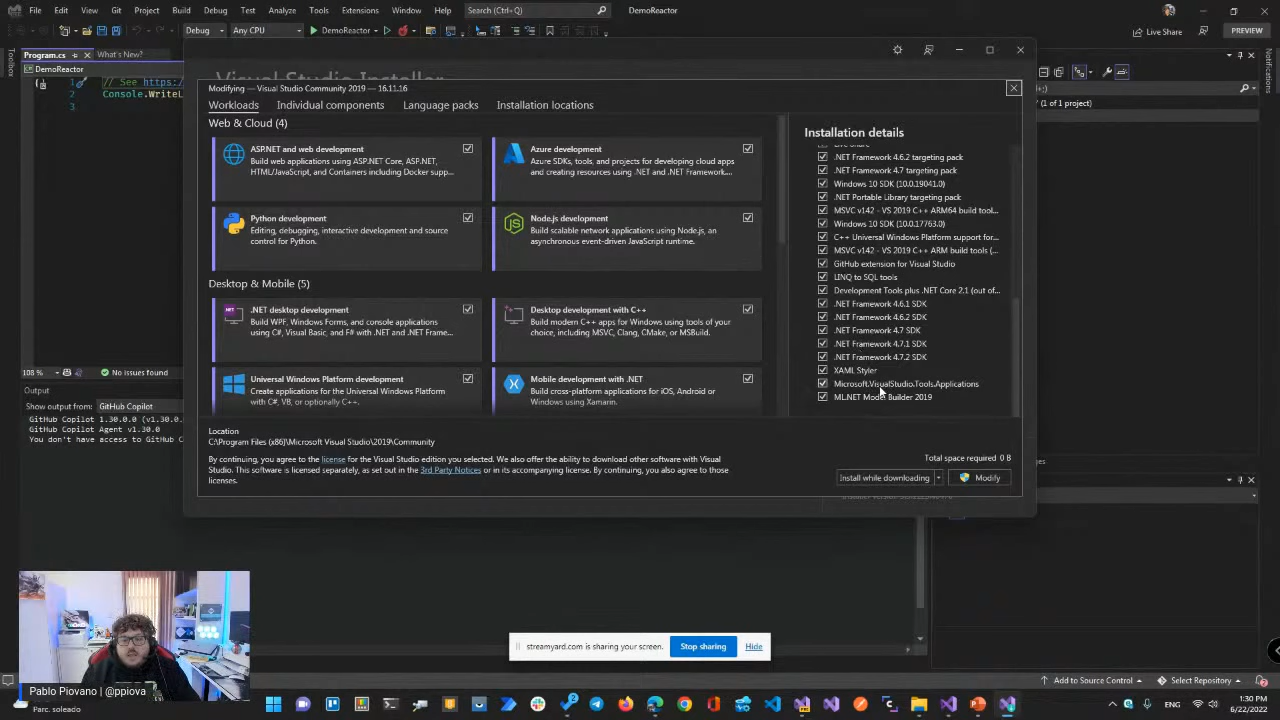 File Edit View Git Project Build Debug Test Analyze Tools Extensions Window Help Search (Ctrl+Q) DemoReactor
Debug Any CPU DemoReactor Live Share PREVIEW
Program.cs What's New?
DemoReactor
Toolbox
Notifications
1 // See https:/
2 Console.WriteL
3
Visual Studio Installer
Modifying — Visual Studio Community 2019 — 16.11.16
Workloads Individual components Language packs Installation locations
Web & Cloud (4)
ASP.NET and web development
Build web applications using ASP.NET Core, ASP.NET,
HTML/JavaScript, and Containers including Docker supp...
Azure development
Azure SDKs, tools, and projects for developing cloud apps
and creating resources using .NET and .NET Framework....
Python development
Editing, debugging, interactive development and source
control for Python.
Node.js development
Build scalable network applications using Node.js, an
asynchronous event-driven JavaScript runtime.
Desktop & Mobile (5)
.NET desktop development
Build WPF, Windows Forms, and console applications
using C#, Visual Basic, and F# with .NET and .NET Frame...
Desktop development with C++
Build modern C++ apps for Windows using tools of your
choice, including MSVC, Clang, CMake, or MSBuild.
Universal Windows Platform development
Create applications for the Universal Windows Platform
with C#, VB, or optionally C++.
Mobile development with .NET
Build cross-platform applications for iOS, Android or
Windows using Xamarin.
Installation details
Live Share
.NET Framework 4.6.2 targeting pack
.NET Framework 4.7 targeting pack
Windows 10 SDK (10.0.19041.0)
.NET Portable Library targeting pack
MSVC v142 - VS 2019 C++ ARM64 build tool...
Windows 10 SDK (10.0.17763.0)
C++ Universal Windows Platform support for...
MSVC v142 - VS 2019 C++ ARM build tools (...
GitHub extension for Visual Studio
LINQ to SQL tools
Development Tools plus .NET Core 2.1 (out of...
.NET Framework 4.6.1 SDK
.NET Framework 4.6.2 SDK
.NET Framework 4.7 SDK
.NET Framework 4.7.1 SDK
.NET Framework 4.7.2 SDK
XAML Styler
Microsoft.VisualStudio.Tools.Applications
ML.NET Model Builder 2019
(1 of 1 project)
Location
C:\Program Files (x86)\Microsoft Visual Studio\2019\Community
By continuing, you agree to the license for the Visual Studio edition you selected. We also offer the ability to download other software with Visual
Studio. This software is licensed separately, as set out in the 3rd Party Notices or in its accompanying license. By continuing, you also agree to those
licenses.
Total space required 0 B
Install while downloading Modify
108 % No issues found
Output
Show output from: GitHub Copilot
GitHub Copilot 1.30.0.0 (v1.30.0
GitHub Copilot Agent v1.30.0
You don't have access to GitHub C
streamyard.com is sharing your screen. Stop sharing Hide
Pablo Piovano | @ppiova
Add to Source Control Select Repository
29°C
Parc. soleado
ENG
1:30 PM
6/22/2022